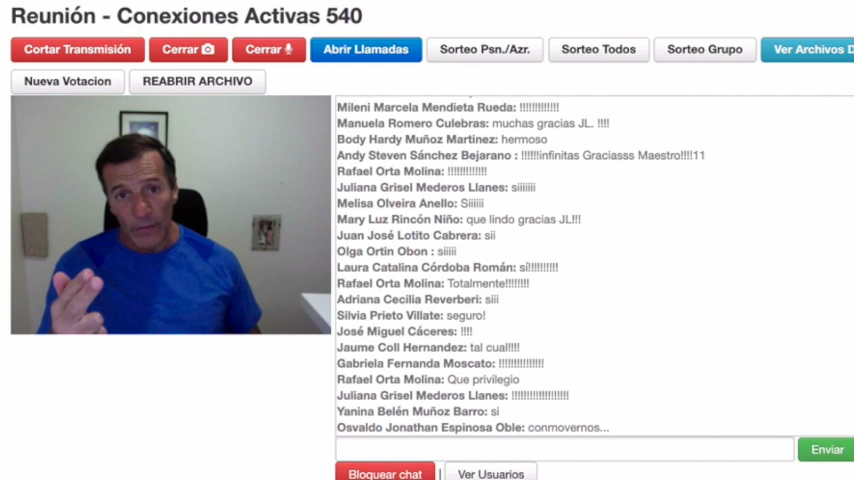 Reunión - Conexiones Activas 540
Cortar Transmisión Cerrar Cerrar Abrir Llamadas Sorteo Psn./Azr. Sorteo Todos Sorteo Grupo Ver Archivos D
Nueva Votacion REABRIR ARCHIVO
Mileni Marcela Mendieta Rueda: !!!!!!!!!!!!!
Manuela Romero Culebras: muchas gracias JL. !!!!
Body Hardy Muñoz Martinez: hermoso
Andy Steven Sánchez Bejarano : !!!!!!infinitas Graciasss Maestro!!!!11
Rafael Orta Molina: !!!!!!!!!!!!!
Juliana Grisel Mederos Llanes: siiiiiii
Melisa Olveira Anello: Siiiiii
Mary Luz Rincón Niño: que lindo gracias JL!!!
Juan José Lotito Cabrera: sii
Olga Ortin Obon : siiiii
Laura Catalina Córdoba Román: sí!!!!!!!!!!
Rafael Orta Molina: Totalmente!!!!!!!!
Adriana Cecilia Reverberi: siii
Silvia Prieto Villate: seguro!
José Miguel Cáceres: !!!!
Jaume Coll Hernandez: tal cual!!!!
Gabriela Fernanda Moscato: !!!!!!!!!!!!!!!
Rafael Orta Molina: Que privilegio
Juliana Grisel Mederos Llanes: !!!!!!!!!!!!!!!!!!!
Yanina Belén Muñoz Barro: si
Osvaldo Jonathan Espinosa Oble: conmovernos...
Enviar
Bloquear chat | Ver Usuarios